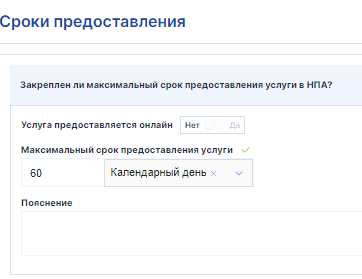 Сроки предоставления
Закреплен ли максимальный срок предоставления услуги в НПА?
Услуга предоставляется онлайн Нет Да
Максимальный срок предоставления услуги
60 Календарный день
Пояснение